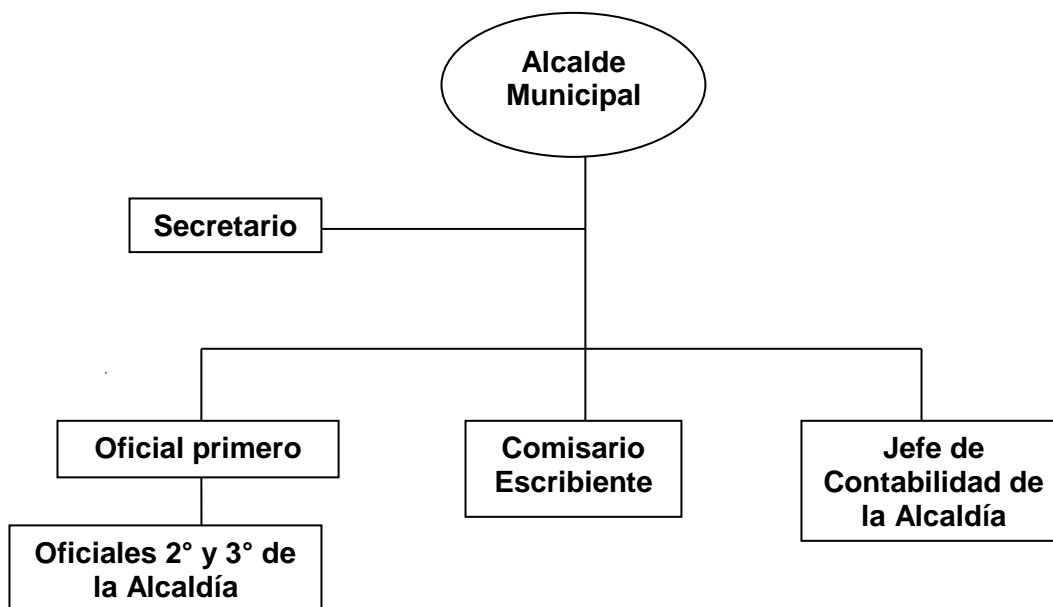 Alcalde
Municipal
Secretario
Oficial primero
Comisario
Escribiente
Jefe de
Contabilidad de
la Alcaldía
Oficiales 2° y 3° de
la Alcaldía